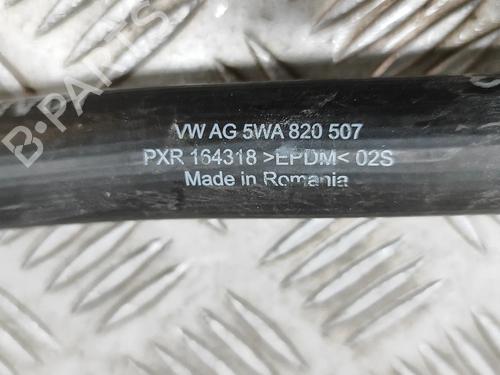 B-PARTS
VW AG 5WA 820 507
PXR 164318 >EPDM< 02S
Made in Romania